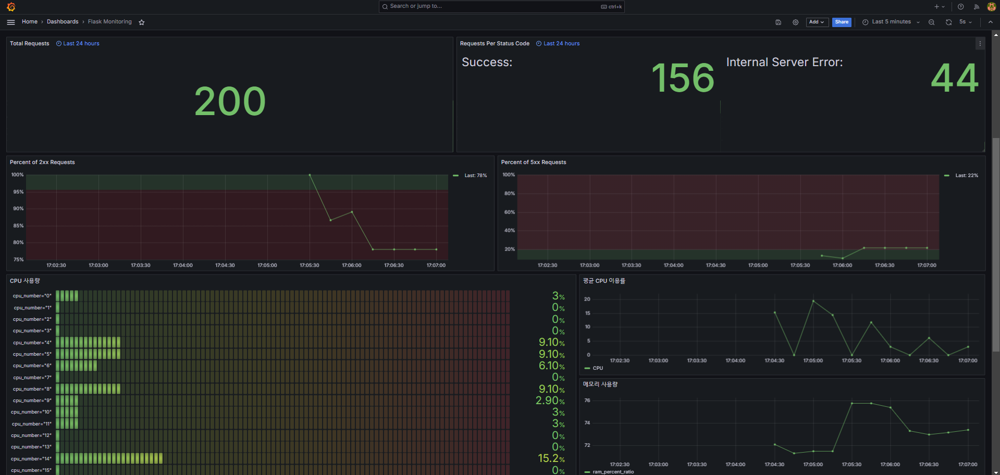 Search or jump to...
ctrl+k
Home › Dashboards › Flask Monitoring
Add
Share
Last 5 minutes
5s
Total Requests
Last 24 hours
200
Requests Per Status Code
Last 24 hours
Success:
156
Internal Server Error:
44
Percent of 2xx Requests
100%
95%
90%
85%
80%
75%
17:02:30
17:03:00
17:03:30
17:04:00
17:04:30
17:05:00
17:05:30
17:06:00
17:06:30
17:07:00
Last: 78%
Percent of 5xx Requests
100%
80%
60%
40%
20%
17:02:30
17:03:00
17:03:30
17:04:00
17:04:30
17:05:00
17:05:30
17:06:00
17:06:30
17:07:00
Last: 22%
CPU 사용량
cpu_number="0" 3%
cpu_number="1" 0%
cpu_number="2" 0%
cpu_number="3" 0%
cpu_number="4" 9.10%
cpu_number="5" 9.10%
cpu_number="6" 6.10%
cpu_number="7" 0%
cpu_number="8" 9.10%
cpu_number="9" 2.90%
cpu_number="10" 3%
cpu_number="11" 3%
cpu_number="12" 0%
cpu_number="13" 0%
cpu_number="14" 15.2%
cpu_number="15" 0%
평균 CPU 이용률
20
15
10
5
0
17:02:30
17:03:00
17:03:30
17:04:00
17:04:30
17:05:00
17:05:30
17:06:00
17:06:30
17:07:00
CPU
메모리 사용량
76
74
72
17:02:30
17:03:00
17:03:30
17:04:00
17:04:30
17:05:00
17:05:30
17:06:00
17:06:30
17:07:00
ram_percent_ratio